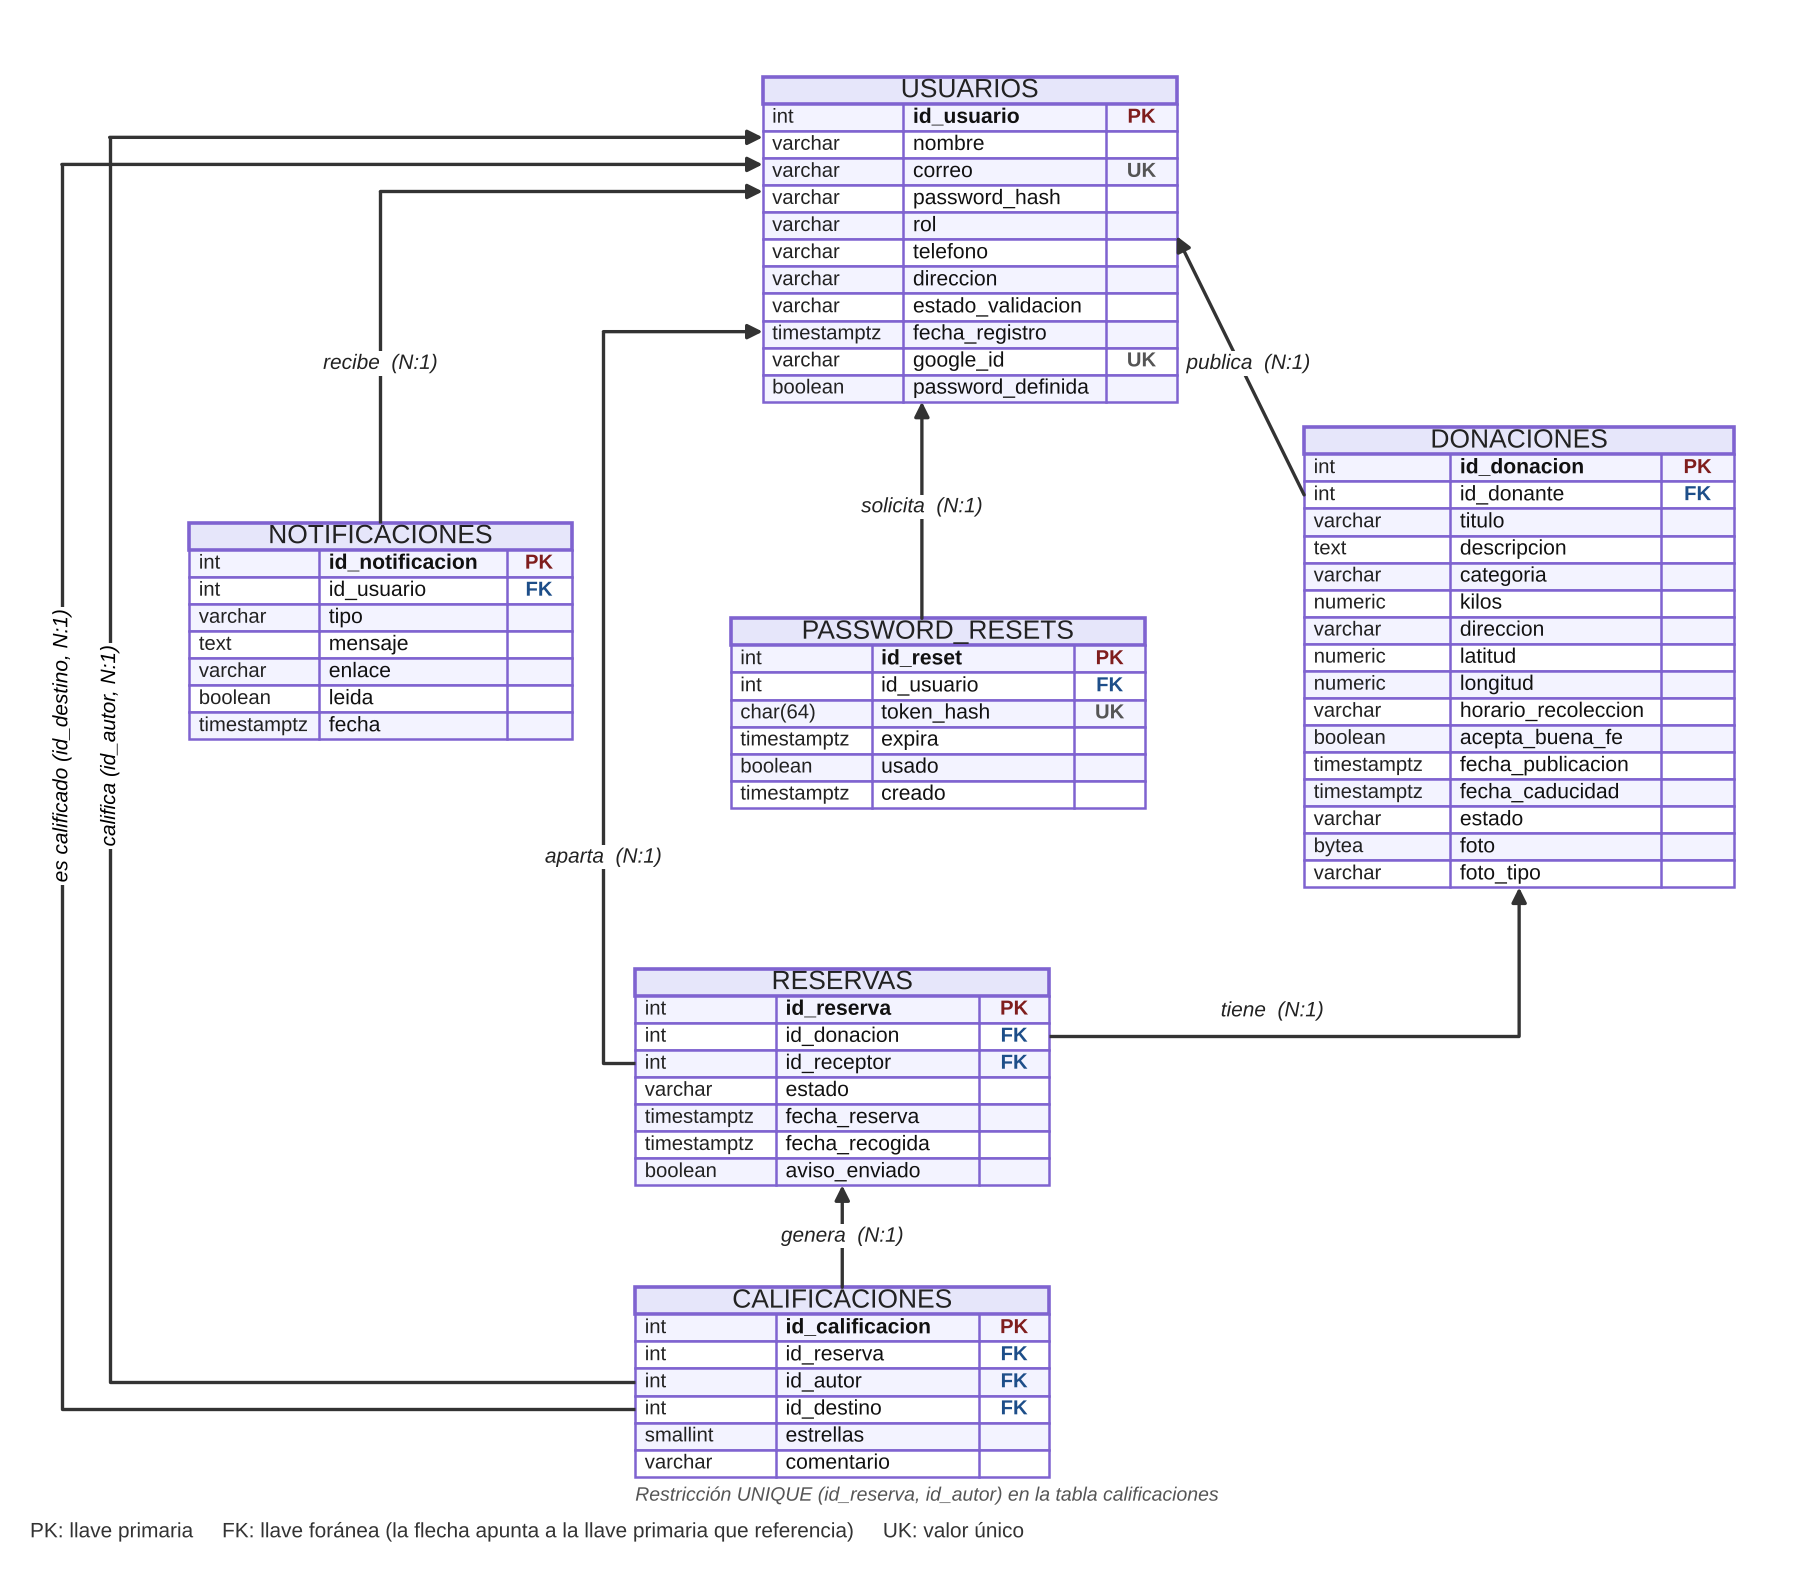 USUARIOS
int id_usuario PK
varchar nombre
varchar correo UK
varchar password_hash
varchar rol
varchar telefono
varchar direccion
varchar estado_validacion
timestamptz fecha_registro
varchar google_id UK
boolean password_definida
recibe (N:1)
publica (N:1)
solicita (N:1)
es calificado (id_destino, N:1)
califica (id_autor, N:1)
NOTIFICACIONES
int id_notificacion PK
int id_usuario FK
varchar tipo
text mensaje
varchar enlace
boolean leida
timestamptz fecha
PASSWORD_RESETS
int id_reset PK
int id_usuario FK
char(64) token_hash UK
timestamptz expira
boolean usado
timestamptz creado
DONACIONES
int id_donacion PK
int id_donante FK
varchar titulo
text descripcion
varchar categoria
numeric kilos
varchar direccion
numeric latitud
numeric longitud
varchar horario_recoleccion
boolean acepta_buena_fe
timestamptz fecha_publicacion
timestamptz fecha_caducidad
varchar estado
bytea foto
varchar foto_tipo
aparta (N:1)
tiene (N:1)
RESERVAS
int id_reserva PK
int id_donacion FK
int id_receptor FK
varchar estado
timestamptz fecha_reserva
timestamptz fecha_recogida
boolean aviso_enviado
genera (N:1)
CALIFICACIONES
int id_calificacion PK
int id_reserva FK
int id_autor FK
int id_destino FK
smallint estrellas
varchar comentario
Restricción UNIQUE (id_reserva, id_autor) en la tabla calificaciones
PK: llave primaria FK: llave foránea (la flecha apunta a la llave primaria que referencia) UK: valor único